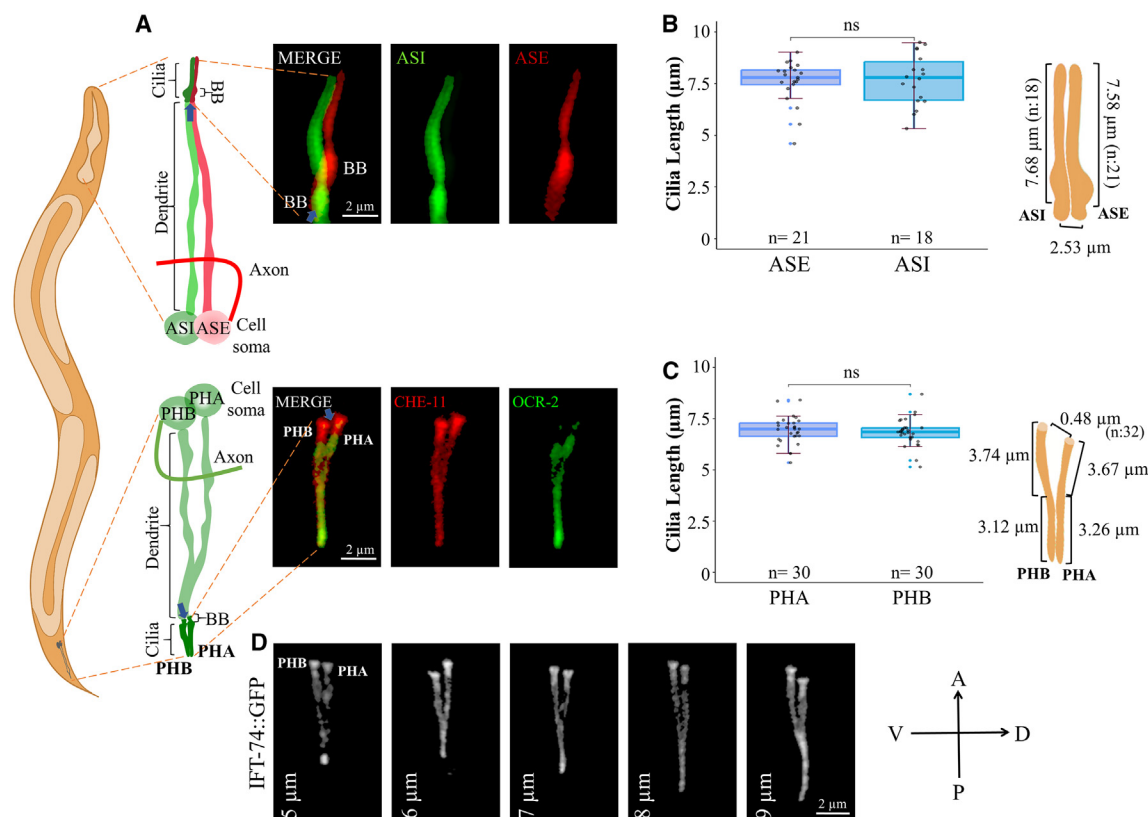 A
Cilia
BB
Dendrite
Axon
ASI
ASE
Cell
soma
MERGE
BB
BB
2 µm
ASI
ASE
B
Cilia Length (µm)
10
7.5
5
2.5
0
ns
n= 21
n= 18
ASE
ASI
7.68 µm (n:18)
7.58 µm (n:21)
ASI
ASE
2.53 µm
PHA
PHB
Cell
soma
Axon
Dendrite
BB
Cilia
PHB
PHA
MERGE
PHB
PHA
2 µm
CHE-11
OCR-2
C
Cilia Length (µm)
10
7.5
5
2.5
0
ns
n= 30
n= 30
PHA
PHB
0.48 µm
(n:32)
3.74 µm
3.67 µm
3.12 µm
3.26 µm
PHB
PHA
D
IFT-74::GFP
PHB
PHA
5 µm
6 µm
7 µm
8 µm
9 µm
2 µm
A
V
D
P